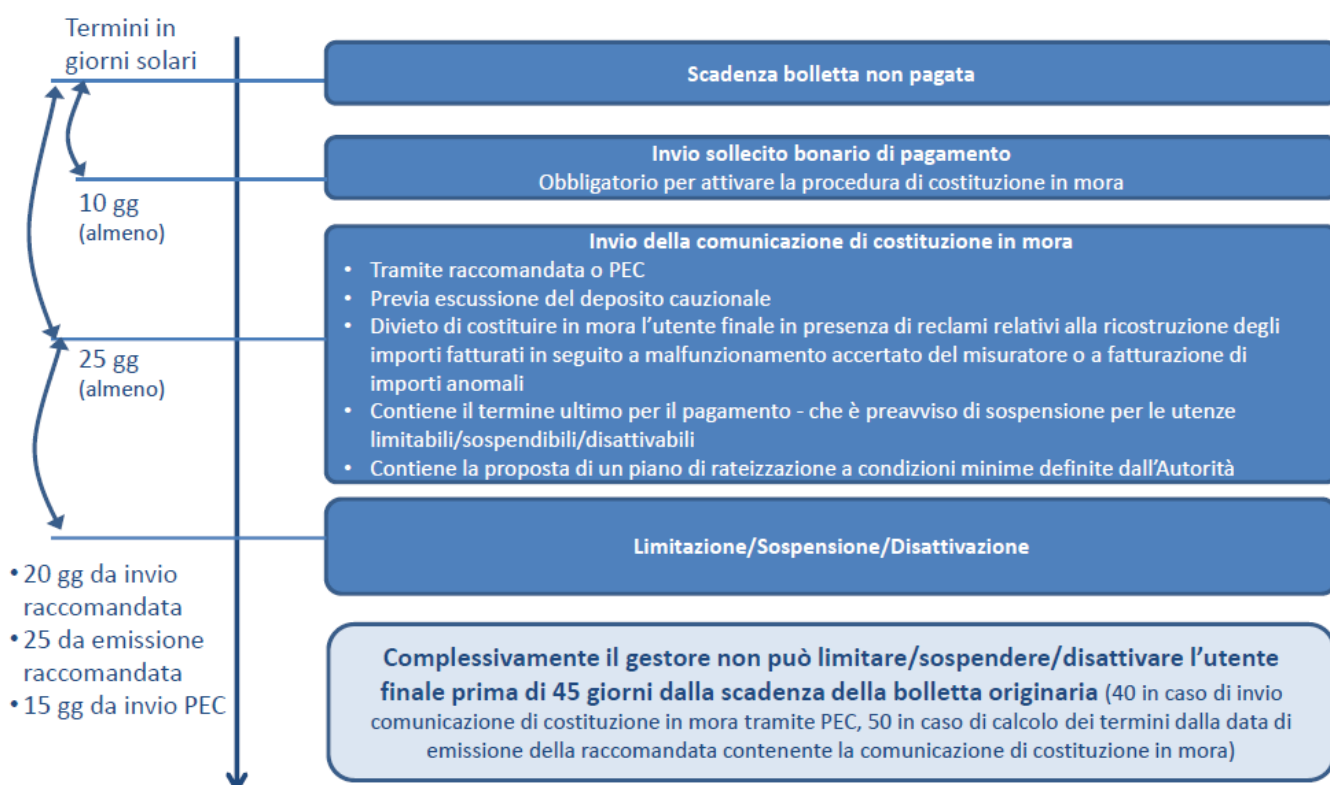 Termini in
giorni solari
Scadenza bolletta non pagata
Invio sollecito bonario di pagamento
Obbligatorio per attivare la procedura di costituzione in mora
10 gg
(almeno)
Invio della comunicazione di costituzione in mora
• Tramite raccomandata o PEC
• Previa escussione del deposito cauzionale
• Divieto di costituire in mora l'utente finale in presenza di reclami relativi alla ricostruzione degli
importi fatturati in seguito a malfunzionamento accertato del misuratore o a fatturazione di
importi anomali
• Contiene il termine ultimo per il pagamento - che è preavviso di sospensione per le utenze
limitabili/sospendibili/disattivabili
• Contiene la proposta di un piano di rateizzazione a condizioni minime definite dall'Autorità
25 gg
(almeno)
Limitazione/Sospensione/Disattivazione
• 20 gg da invio
raccomandata
• 25 da emissione
raccomandata
• 15 gg da invio PEC
Complessivamente il gestore non può limitare/sospendere/disattivare l'utente
finale prima di 45 giorni dalla scadenza della bolletta originaria (40 in caso di invio
comunicazione di costituzione in mora tramite PEC, 50 in caso di calcolo dei termini dalla data di
emissione della raccomandata contenente la comunicazione di costituzione in mora)